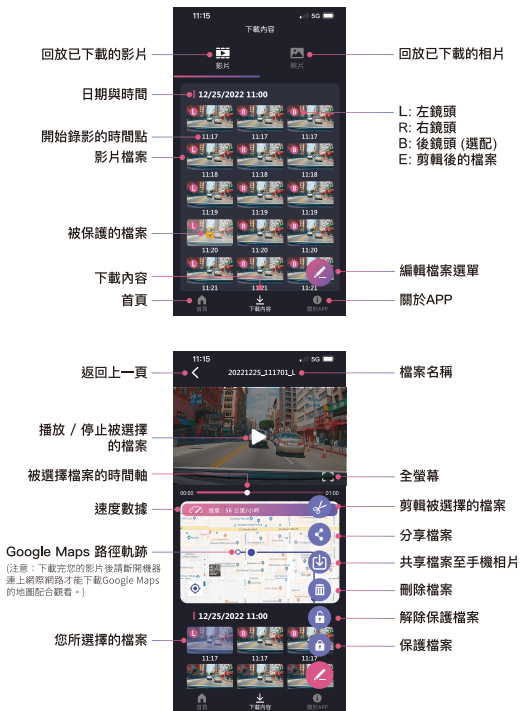 11:15
5G
下載內容
回放已下載的影片
回放已下載的相片
影片
照片
日期與時間
12/25/2022 11:00
L R B
L: 左鏡頭
R: 右鏡頭
B: 後鏡頭 (選配)
E: 剪輯後的檔案
開始錄影的時間點
11:17 11:17 11:17
影片檔案
L R B
11:18 11:18 11:18
L R B
11:19 11:19 11:19
被保護的檔案
L R B
11:20 11:20 11:20
下載內容
L R B
編輯檔案選單
11:21 11:21 11:21
首頁
首頁
下載內容
關於APP
關於APP
11:15
5G
返回上一頁
20221225_111701_L
檔案名稱
播放 / 停止被選擇
的檔案
被選擇檔案的時間軸
全螢幕
00:00
01:00
速度數據
速度：56 公里/小時
剪輯被選擇的檔案
分享檔案
Google Maps 路徑軌跡
(注意：下載完您的影片後請斷開機器
連上網際網路才能下載Google Maps
的地圖配合觀看。)
共享檔案至手機相片
刪除檔案
12/25/2022 11:00
解除保護檔案
您所選擇的檔案
L R B
保護檔案
11:17 11:17 11:17
L R
首頁
下載內容
關於APP